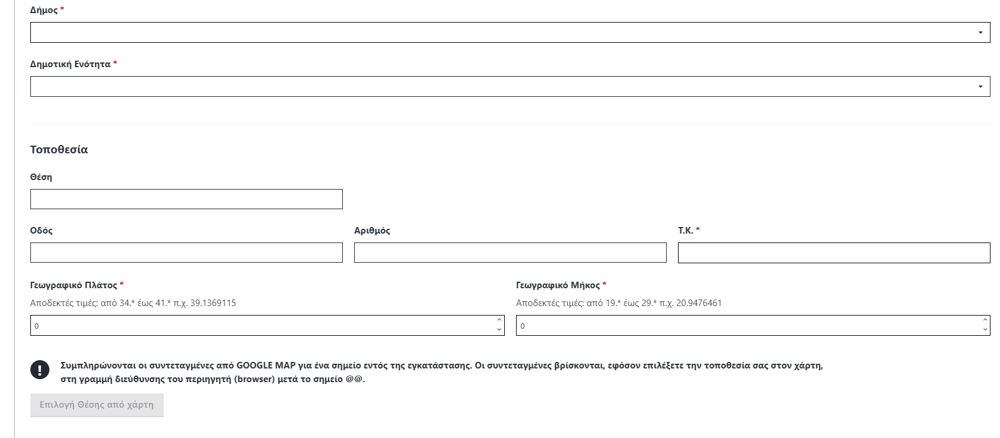 Δήμος *
Δημοτική Ενότητα *
Τοποθεσία
Θέση
Οδός
Αριθμός
Τ.Κ. *
Γεωγραφικό Πλάτος *
Γεωγραφικό Μήκος *
Αποδεκτές τιμές: από 34.* έως 41.* π.χ. 39.1369115
Αποδεκτές τιμές: από 19.* έως 29.* π.χ. 20.9476461
0
0
Συμπληρώνονται οι συντεταγμένες από GOOGLE MAP για ένα σημείο εντός της εγκατάστασης. Οι συντεταγμένες βρίσκονται, εφόσον επιλέξετε την τοποθεσία σας στον χάρτη,
στη γραμμή διεύθυνσης του περιηγητή (browser) μετά το σημείο @@.
Επιλογή Θέσης από χάρτη